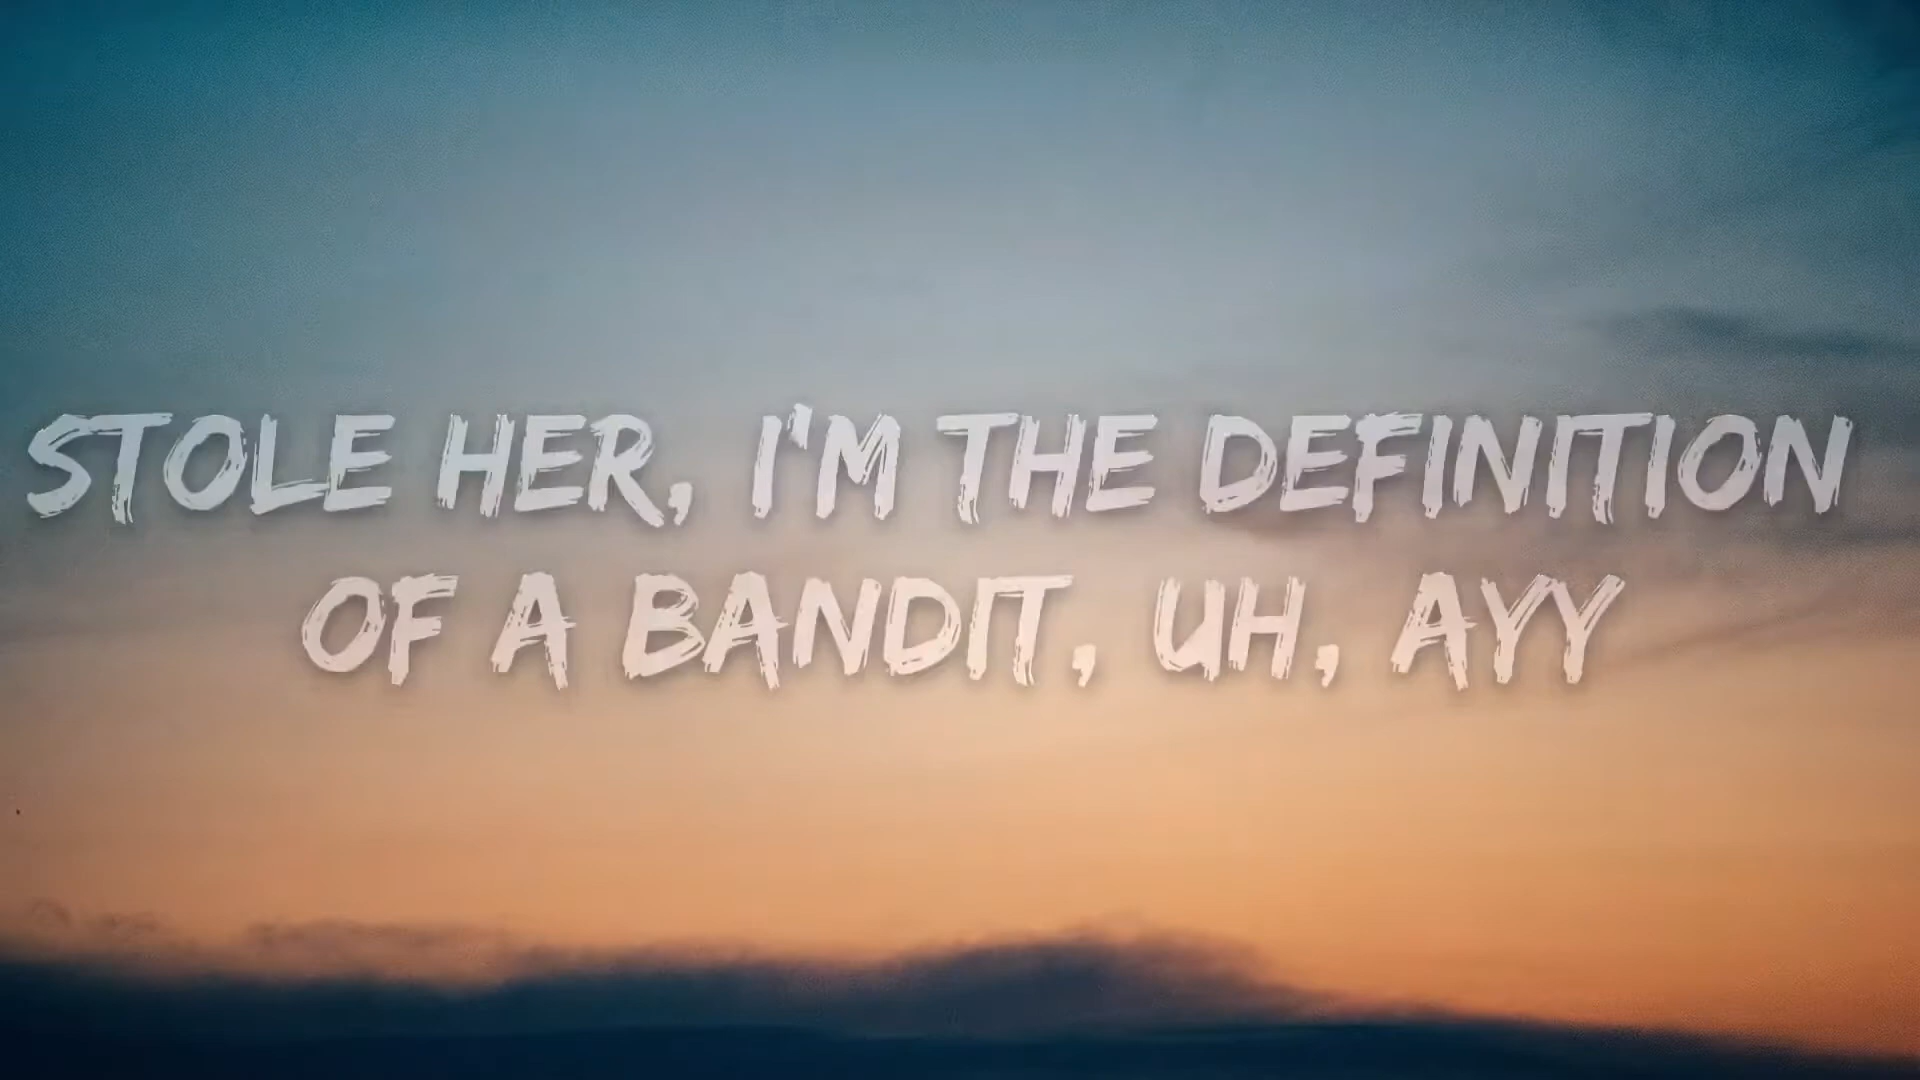 STOLE HER, I'M THE DEFINITION
OF A BANDIT, UH, AYY